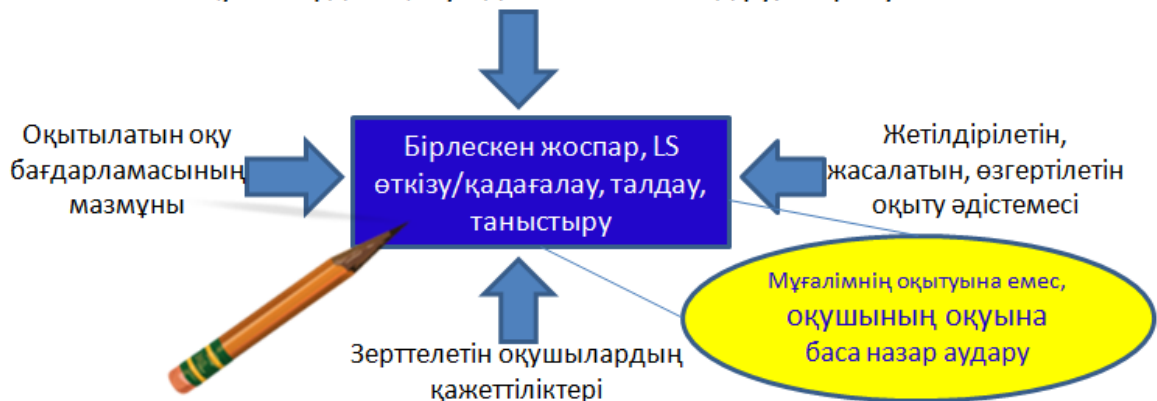 Оқытылатын оқу
бағдарламасының
мазмұны
Бірлескен жоспар, LS
өткізу/қадағалау, талдау,
таныстыру
Жетілдірілетін,
жасалатын, өзгертілетін
оқыту әдістемесі
Мұғалімнің оқытуына емес,
оқушының оқуына
баса назар аудару
Зерттелетін оқушылардың
қажеттіліктері